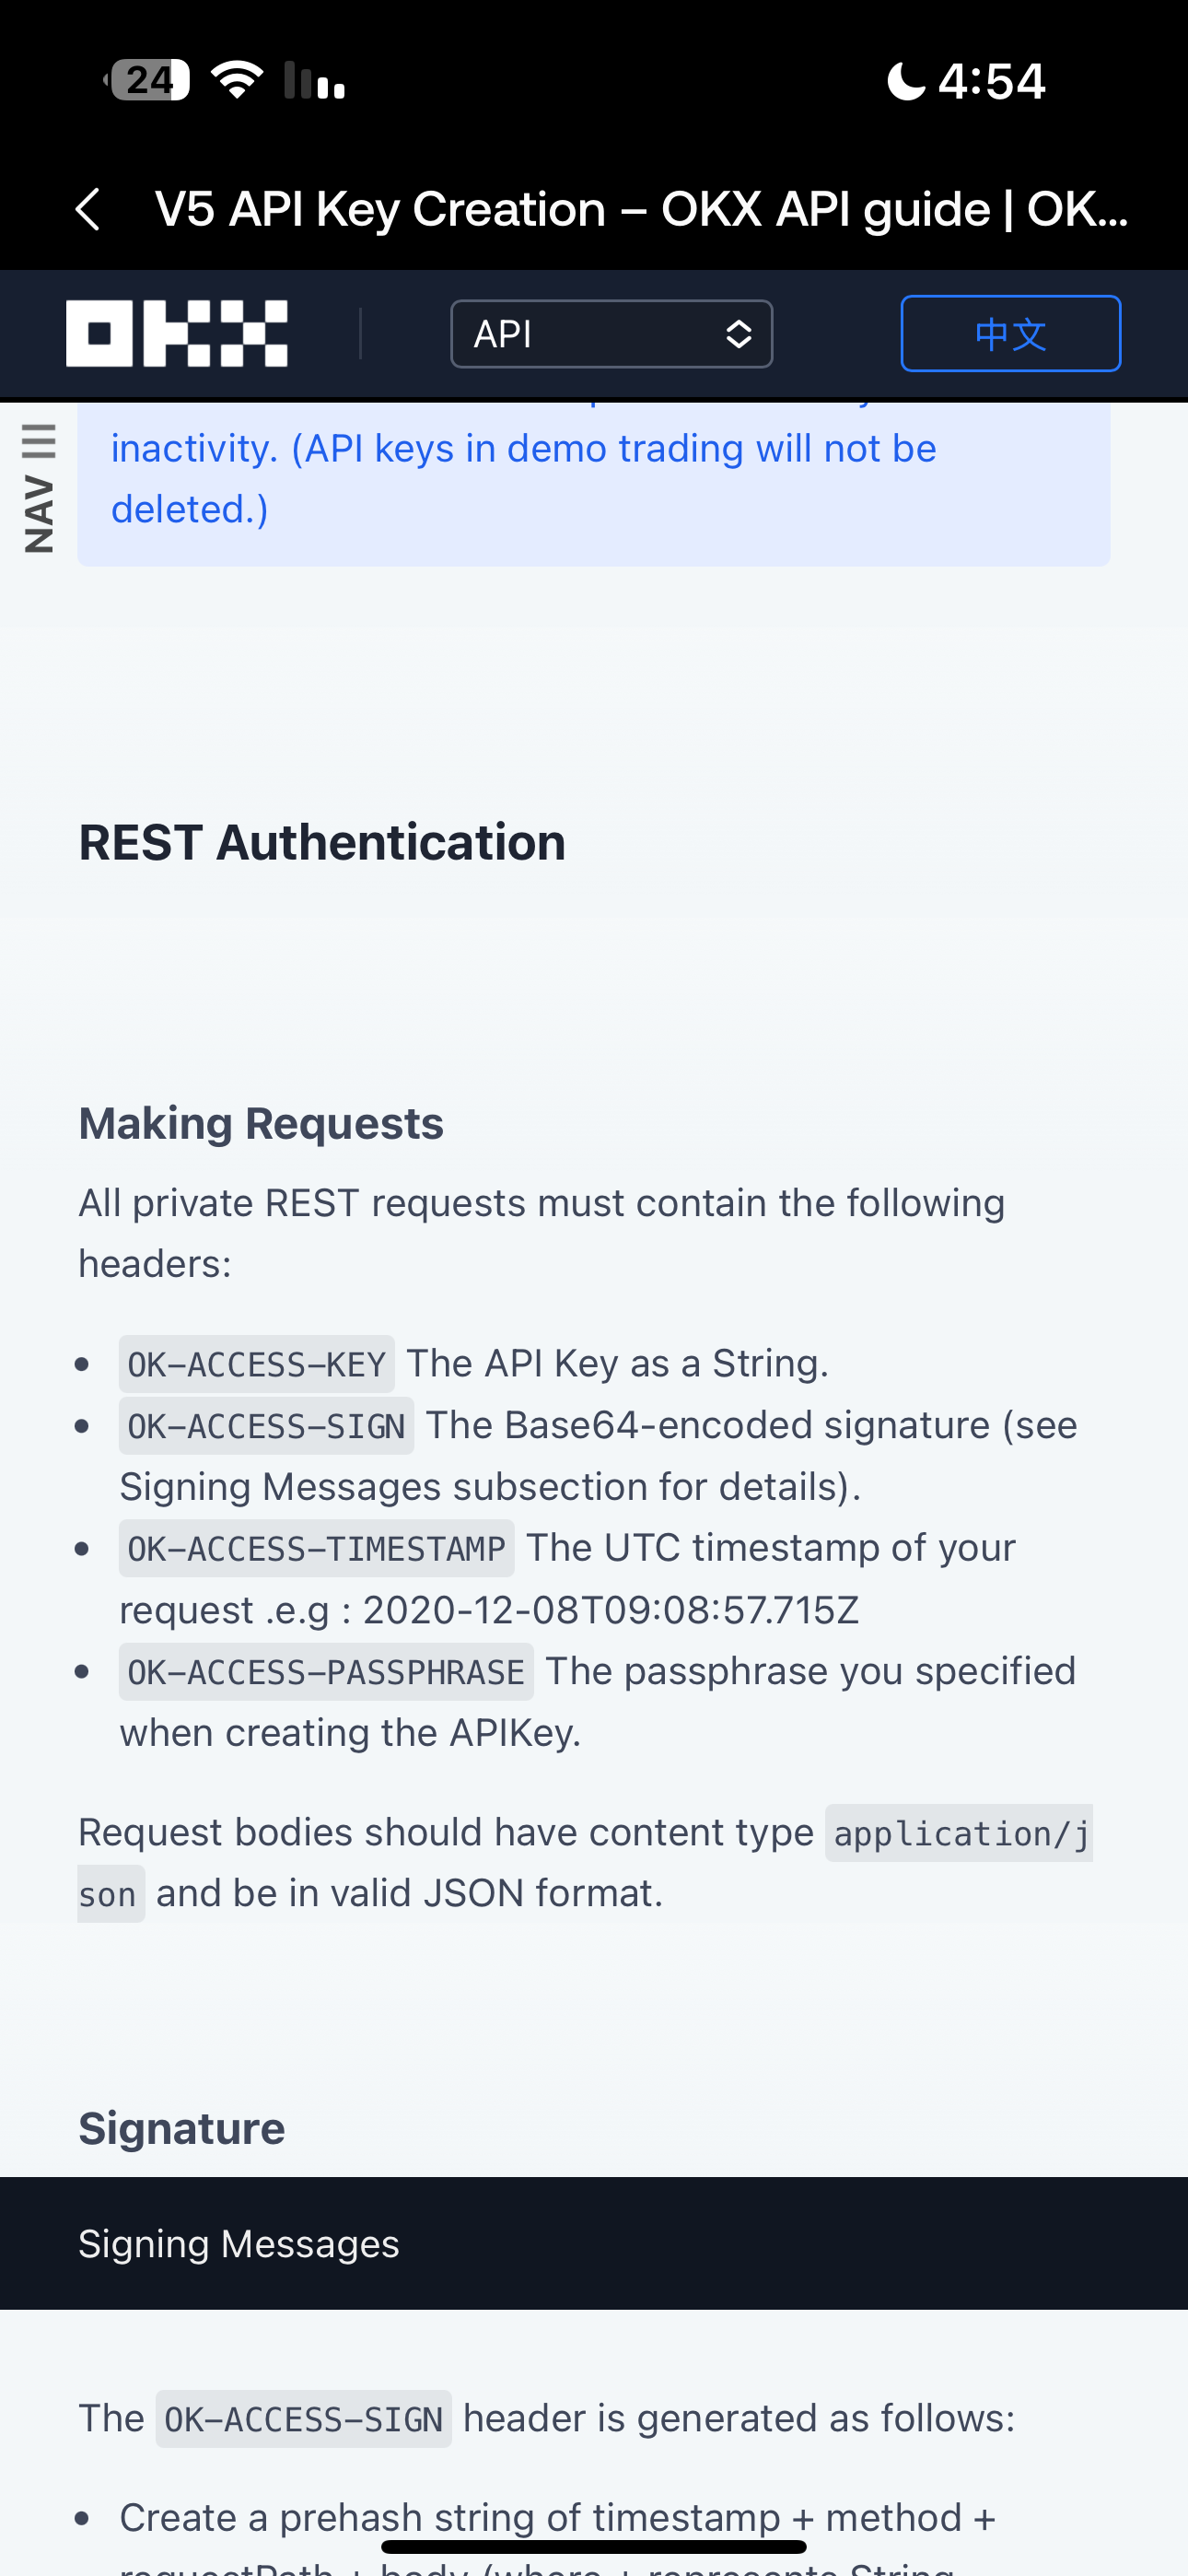 24
4:54
V5 API Key Creation – OKX API guide | OK...
OKX
API
中文
NAV
inactivity. (API keys in demo trading will not be
deleted.)
REST Authentication
Making Requests
All private REST requests must contain the following
headers:
OK-ACCESS-KEY The API Key as a String.
OK-ACCESS-SIGN The Base64-encoded signature (see
Signing Messages subsection for details).
OK-ACCESS-TIMESTAMP The UTC timestamp of your
request .e.g : 2020-12-08T09:08:57.715Z
OK-ACCESS-PASSPHRASE The passphrase you specified
when creating the APIKey.
Request bodies should have content type application/j
son and be in valid JSON format.
Signature
Signing Messages
The OK-ACCESS-SIGN header is generated as follows:
Create a prehash string of timestamp + method +
requestPath + body (where + represents String